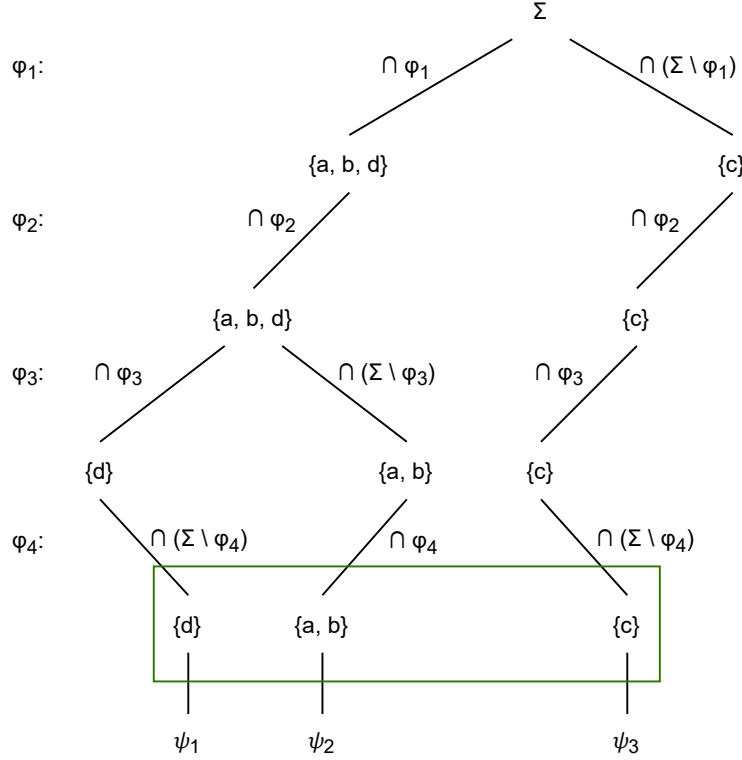 Σ
φ₁: ∩ φ₁ ∩ (Σ \ φ₁)
{a, b, d} {c}
φ₂: ∩ φ₂ ∩ φ₂
{a, b, d} {c}
φ₃: ∩ φ₃ ∩ (Σ \ φ₃) ∩ φ₃
{d} {a, b} {c}
φ₄: ∩ (Σ \ φ₄) ∩ φ₄ ∩ (Σ \ φ₄)
{d} {a, b} {c}
ψ₁ ψ₂ ψ₃